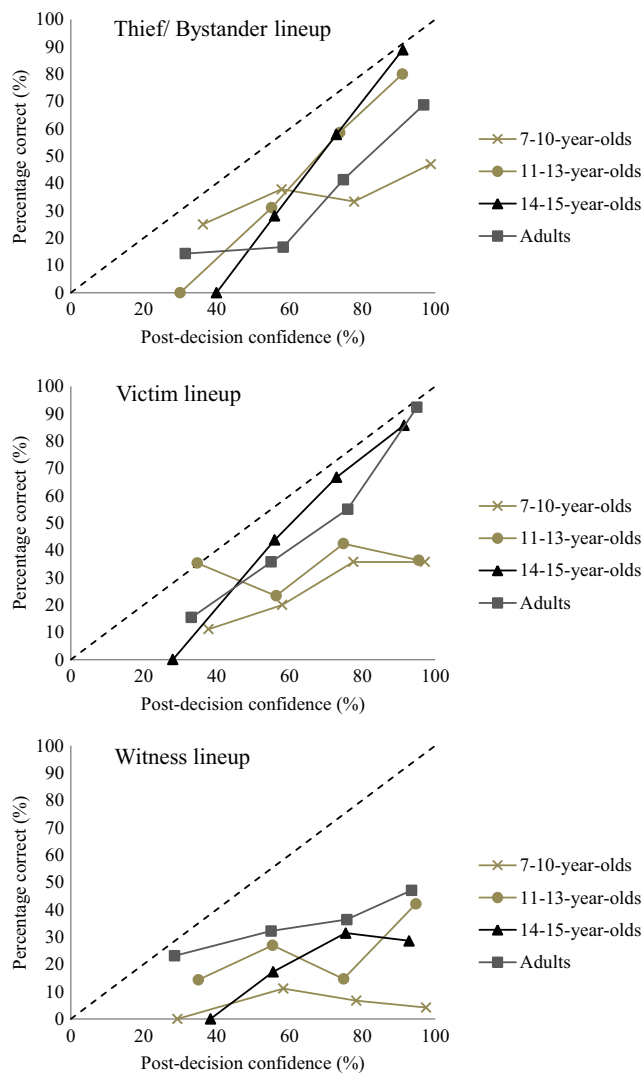 Thief/ Bystander lineup
Percentage correct (%)
100
90
80
70
60
50
40
30
20
10
0
0 20 40 60 80 100
Post-decision confidence (%)
7-10-year-olds
11-13-year-olds
14-15-year-olds
Adults
Victim lineup
Percentage correct (%)
100
90
80
70
60
50
40
30
20
10
0
0 20 40 60 80 100
Post-decision confidence (%)
7-10-year-olds
11-13-year-olds
14-15-year-olds
Adults
Witness lineup
Percentage correct (%)
100
90
80
70
60
50
40
30
20
10
0
0 20 40 60 80 100
Post-decision confidence (%)
7-10-year-olds
11-13-year-olds
14-15-year-olds
Adults